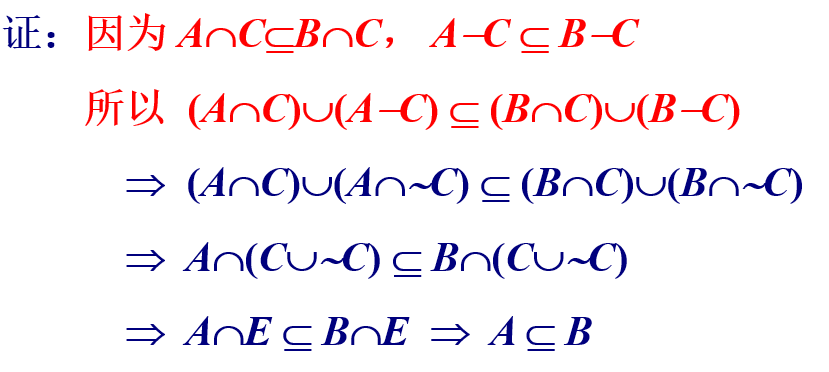 证：因为 A∩C⊆B∩C， A−C ⊆ B−C
所以 (A∩C)∪(A−C) ⊆ (B∩C)∪(B−C)
⇒ (A∩C)∪(A∩~C) ⊆ (B∩C)∪(B∩~C)
⇒ A∩(C∪~C) ⊆ B∩(C∪~C)
⇒ A∩E ⊆ B∩E ⇒ A ⊆ B